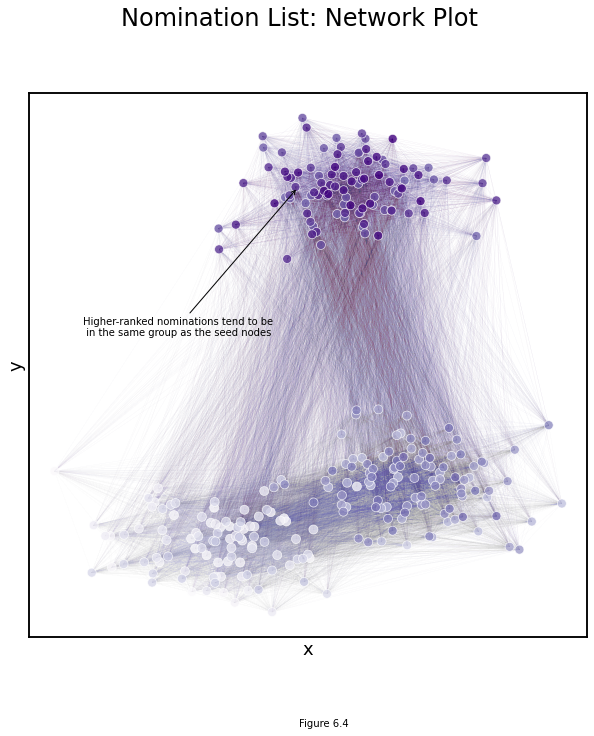 Nomination List: Network Plot
Higher-ranked nominations tend to be
in the same group as the seed nodes
y
x
Figure 6.4